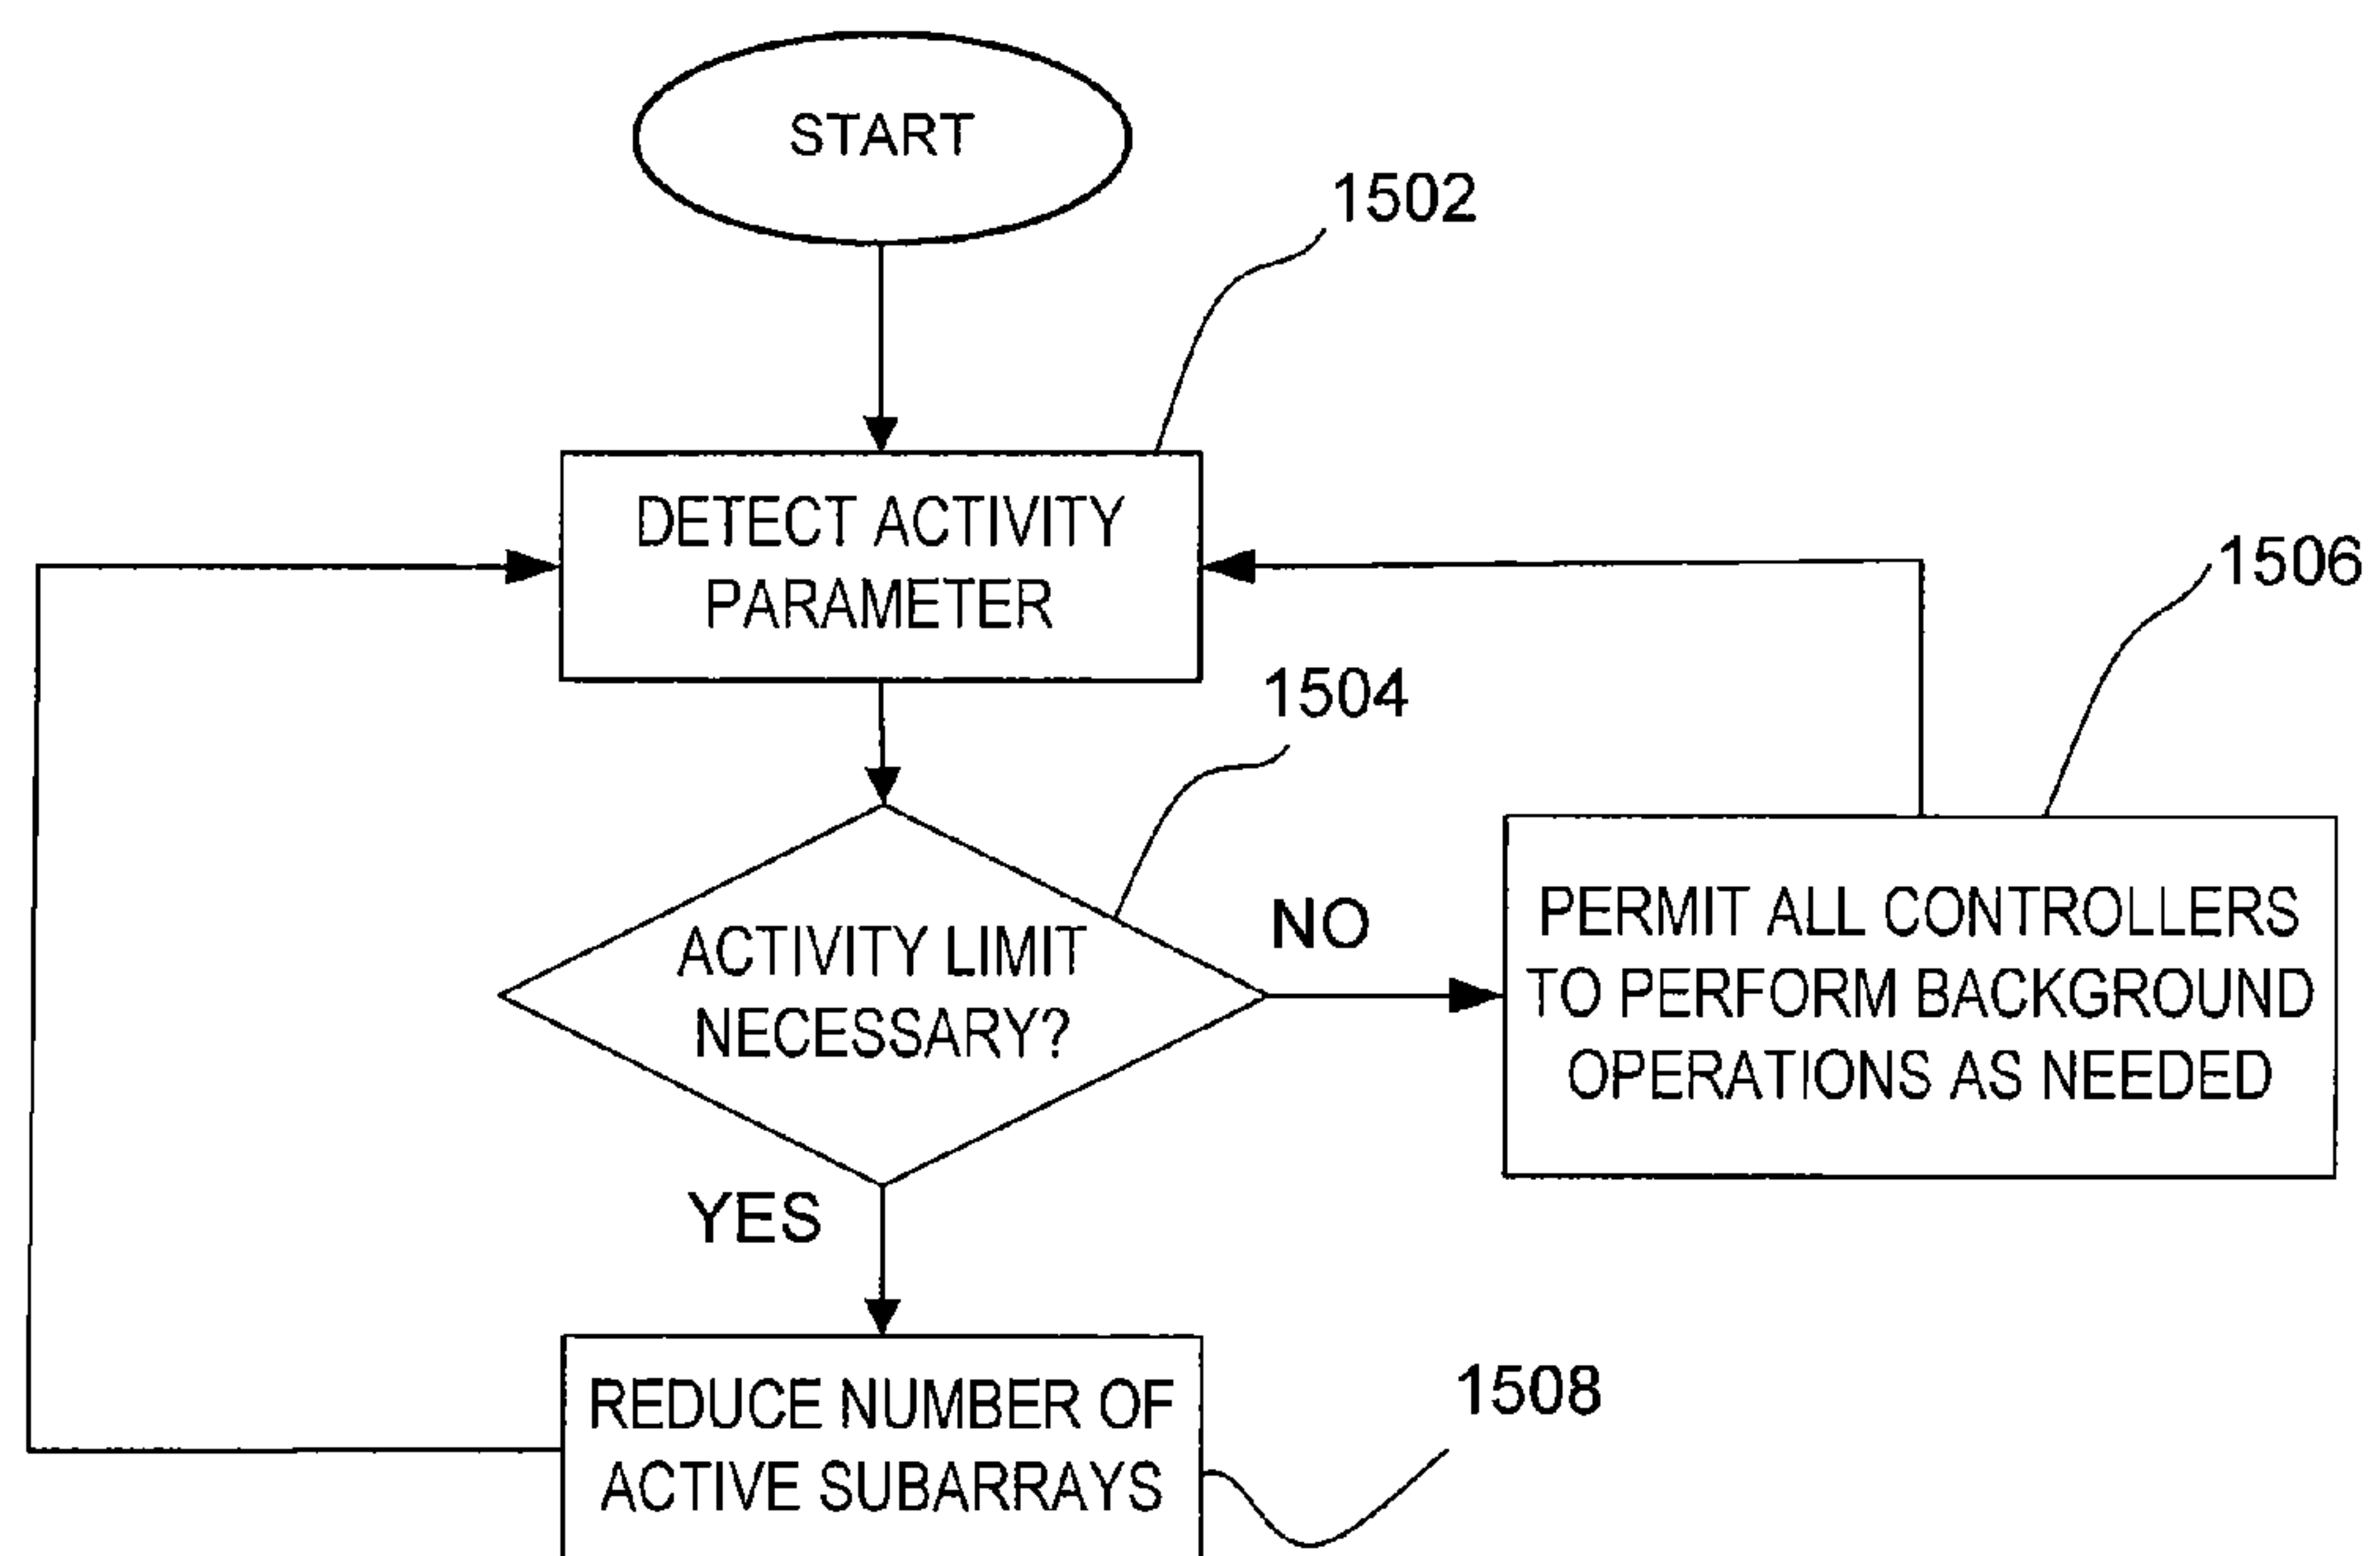 START
1502
DETECT ACTIVITY
PARAMETER
1506
1504
ACTIVITY LIMIT
NECESSARY?
NO
PERMIT ALL CONTROLLERS
TO PERFORM BACKGROUND
OPERATIONS AS NEEDED
YES
REDUCE NUMBER OF
ACTIVE SUBARRAYS
1508